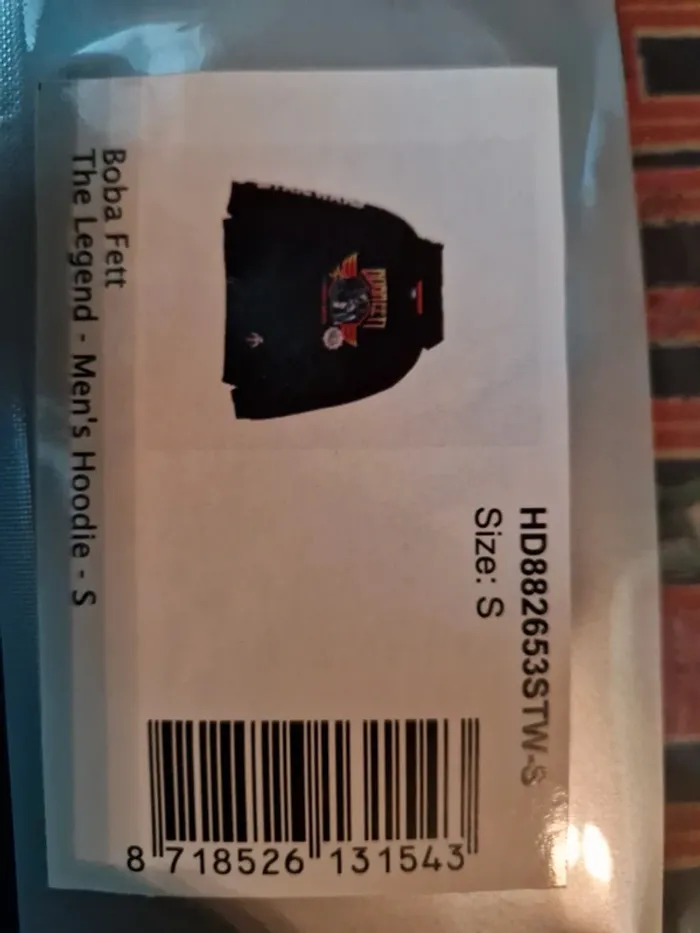 HD882653STW-S
Size: S
Boba Fett
The Legend - Men's Hoodie - S
8 718526 131543